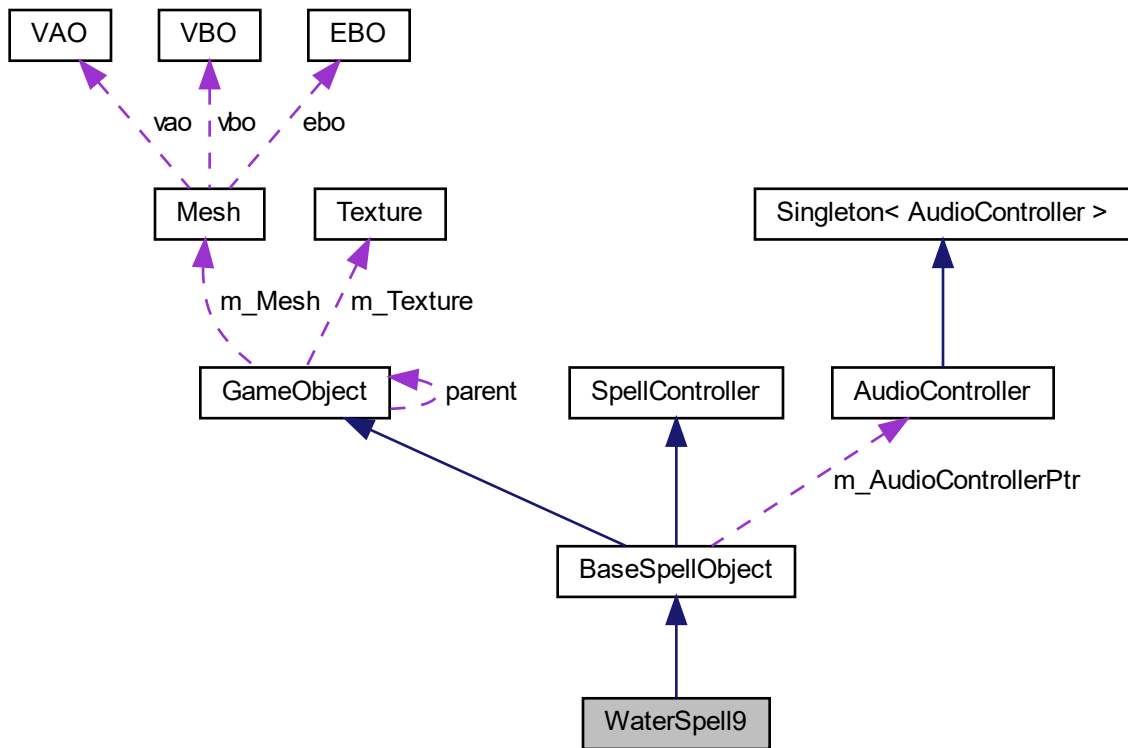 VAO
VBO
EBO
vao
vbo
ebo
Mesh
Texture
Singleton< AudioController >
m_Mesh
m_Texture
GameObject
parent
SpellController
AudioController
m_AudioControllerPtr
BaseSpellObject
WaterSpell9